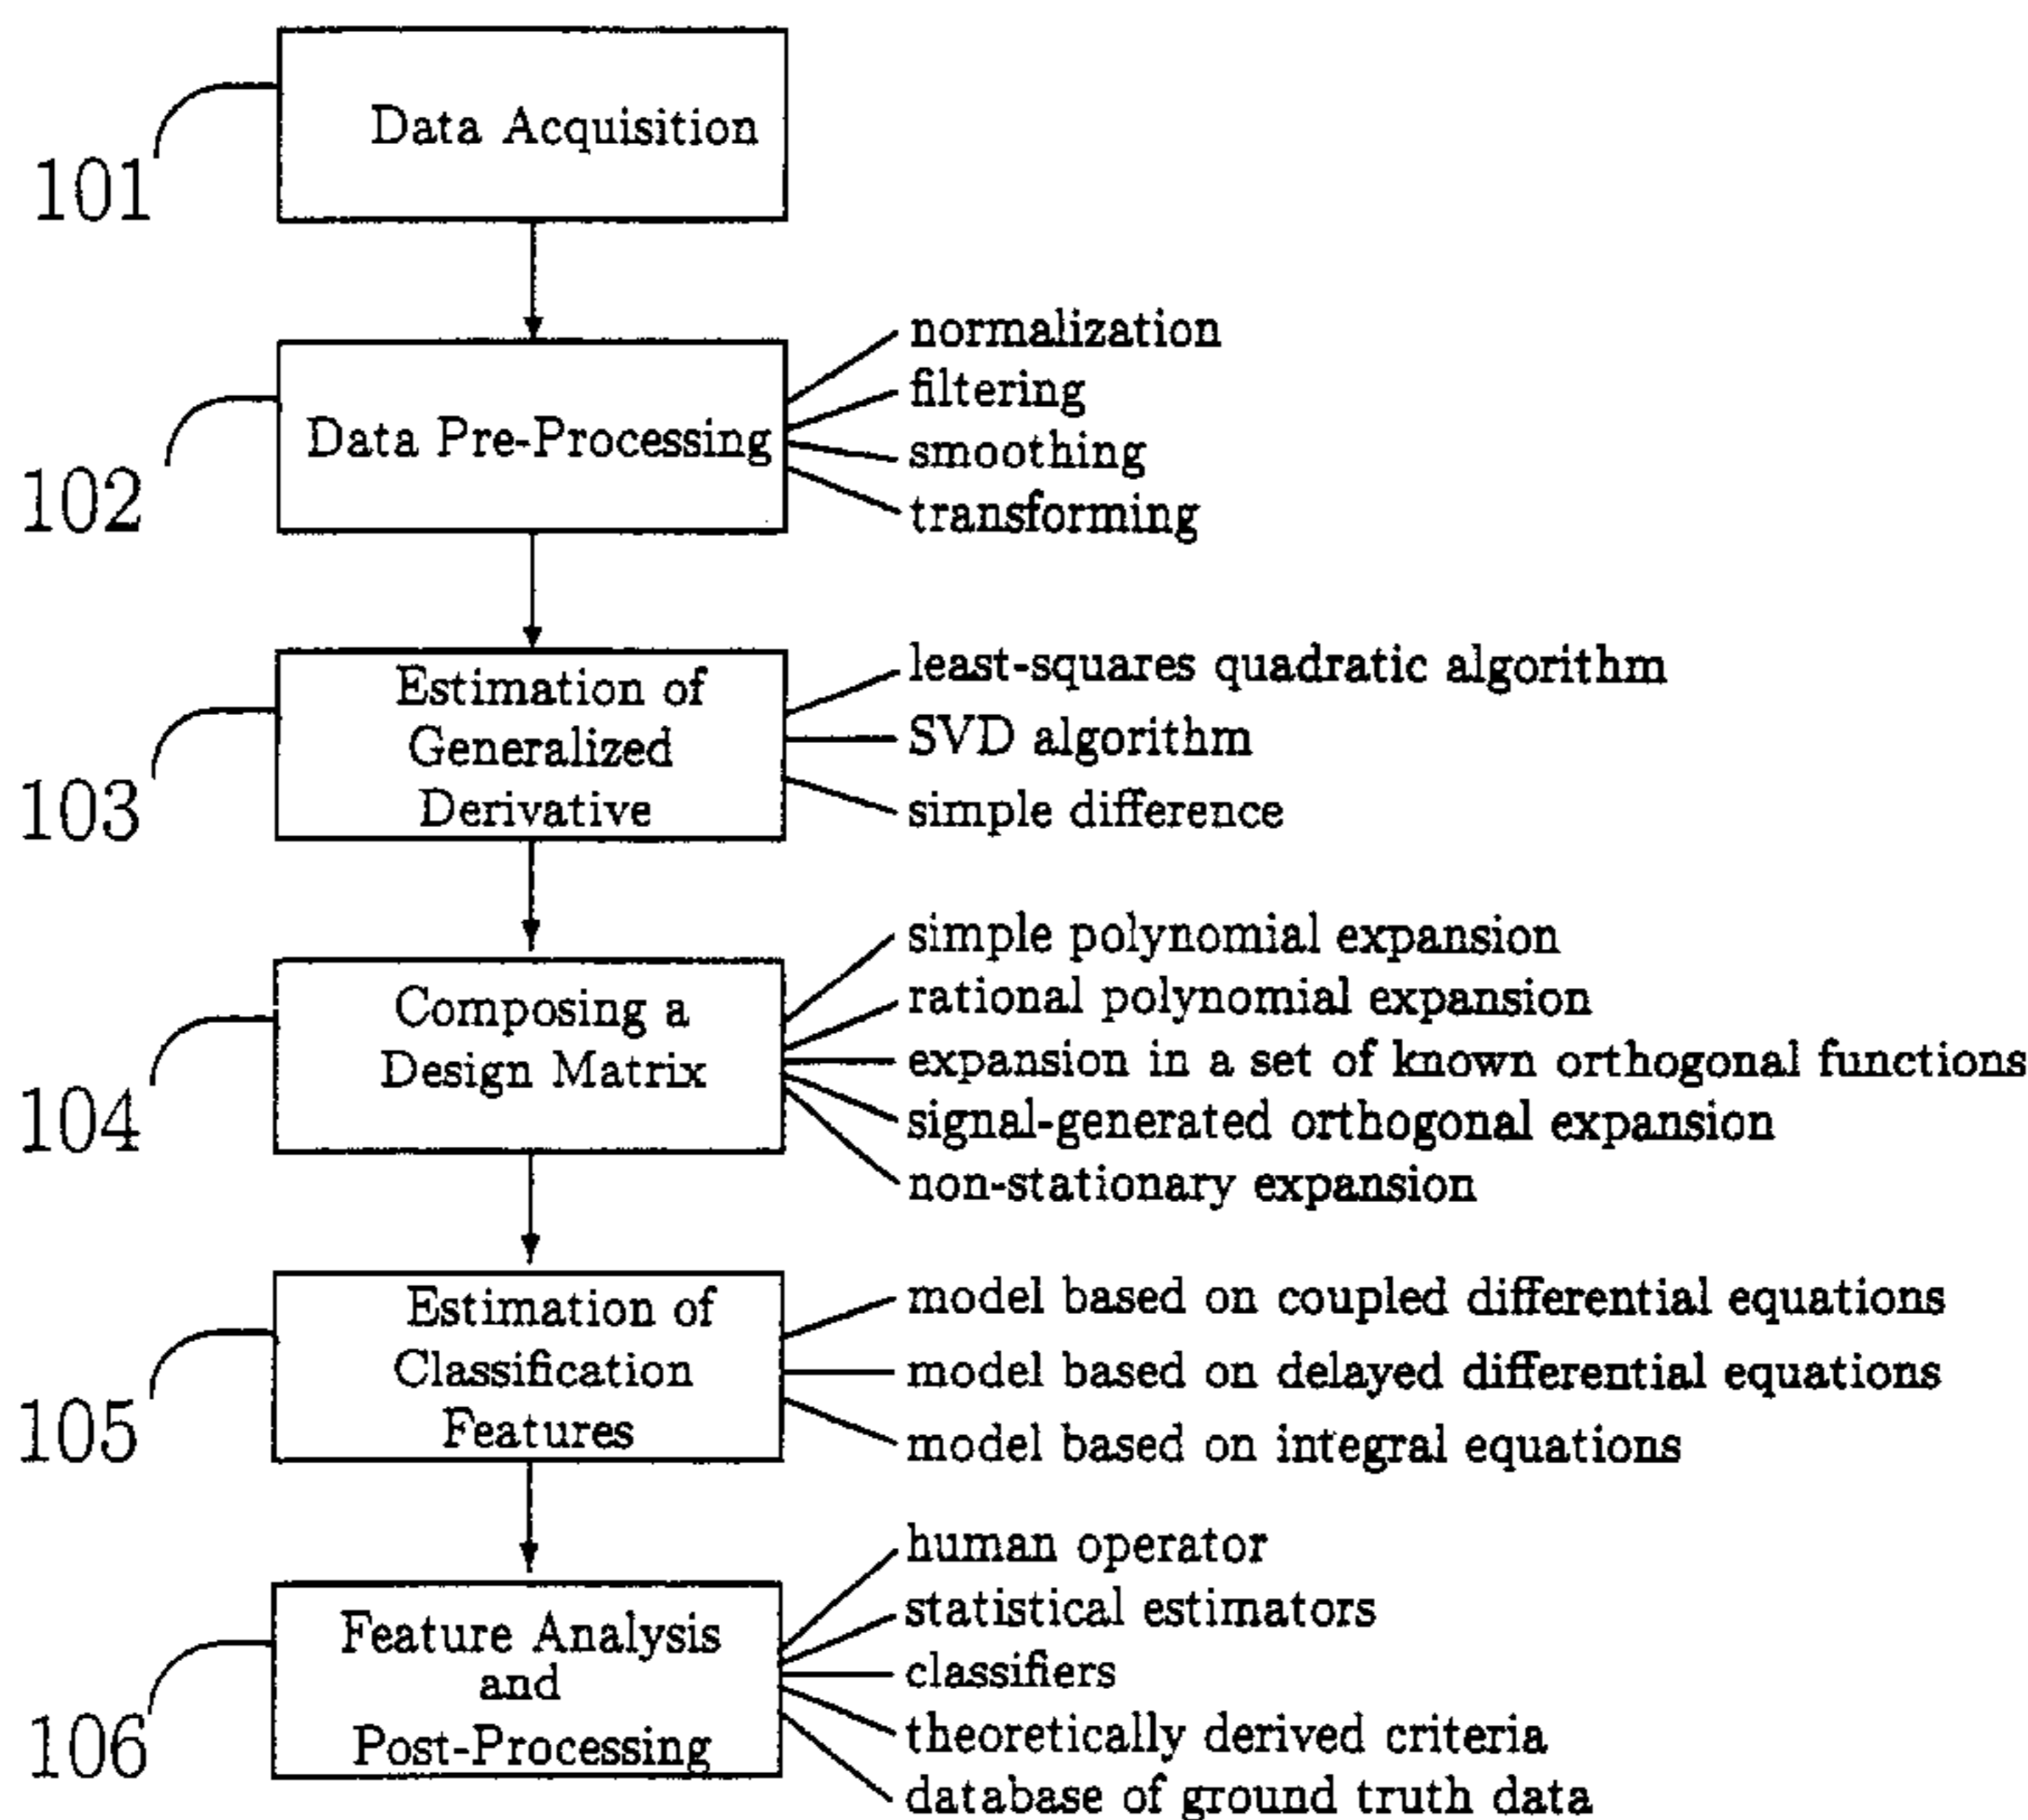 Data Acquisition
101
normalization
filtering
Data Pre-Processing
smoothing
102
transforming
Estimation of
Generalized
Derivative
103
least-squares quadratic algorithm
SVD algorithm
simple difference
Composing a
Design Matrix
104
simple polynomial expansion
rational polynomial expansion
expansion in a set of known orthogonal functions
signal-generated orthogonal expansion
non-stationary expansion
Estimation of
Classification
Features
105
model based on coupled differential equations
model based on delayed differential equations
model based on integral equations
Feature Analysis
and
Post-Processing
106
human operator
statistical estimators
classifiers
theoretically derived criteria
database of ground truth data